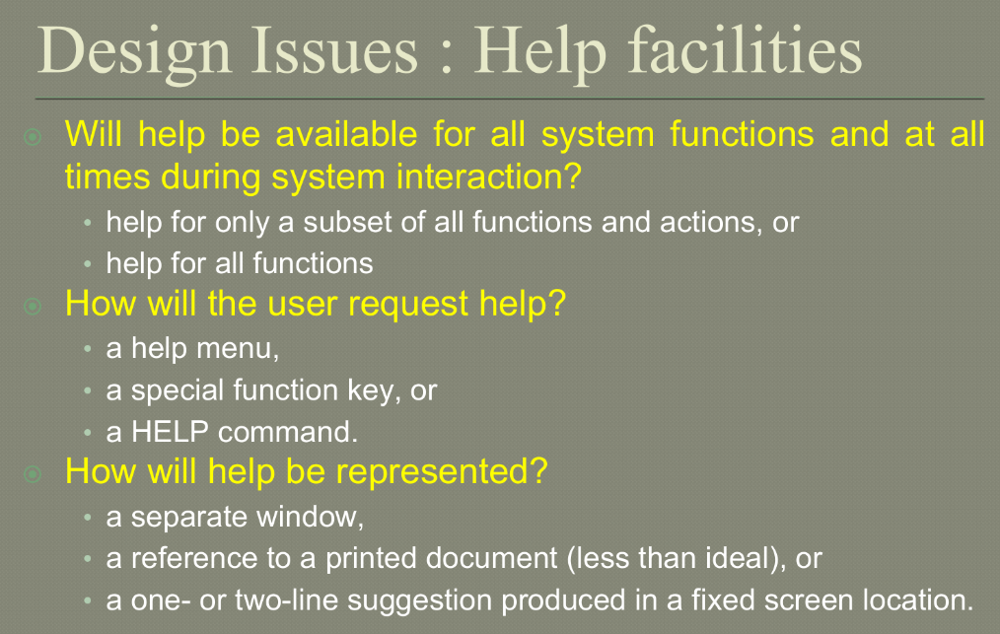 Design Issues : Help facilities
Will help be available for all system functions and at all
times during system interaction?
• help for only a subset of all functions and actions, or
• help for all functions
How will the user request help?
• a help menu,
• a special function key, or
• a HELP command.
How will help be represented?
• a separate window,
• a reference to a printed document (less than ideal), or
• a one- or two-line suggestion produced in a fixed screen location.